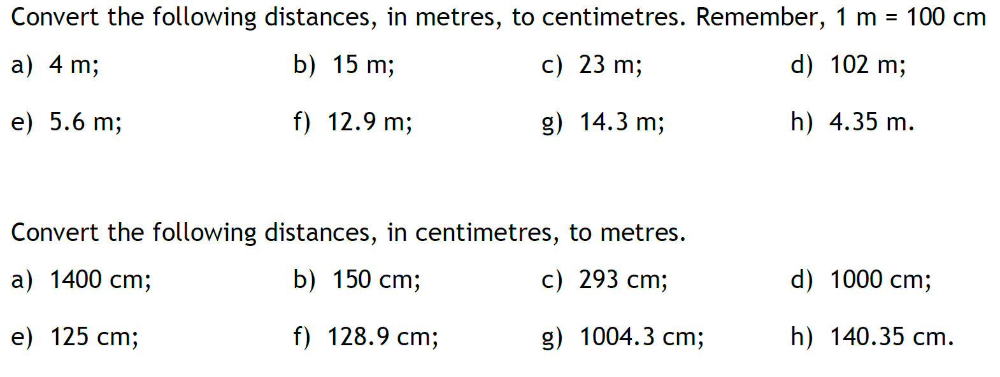 Convert the following distances, in metres, to centimetres. Remember, 1 m = 100 cm
a) 4 m; b) 15 m; c) 23 m; d) 102 m;
e) 5.6 m; f) 12.9 m; g) 14.3 m; h) 4.35 m.
Convert the following distances, in centimetres, to metres.
a) 1400 cm; b) 150 cm; c) 293 cm; d) 1000 cm;
e) 125 cm; f) 128.9 cm; g) 1004.3 cm; h) 140.35 cm.